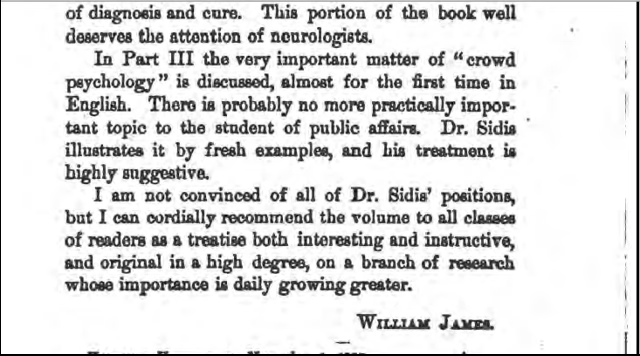 of diagnosis and cure. This portion of the book well
deserves the attention of neurologists.
In Part III the very important matter of “crowd
psychology” is discussed, almost for the first time in
English. There is probably no more practically impor-
tant topic to the student of public affairs. Dr. Sidis
illustrates it by fresh examples, and his treatment is
highly suggestive.
I am not convinced of all of Dr. Sidis’ positions,
but I can cordially recommend the volume to all classes
of readers as a treatise both interesting and instructive,
and original in a high degree, on a branch of research
whose importance is daily growing greater.
WILLIAM JAMES.